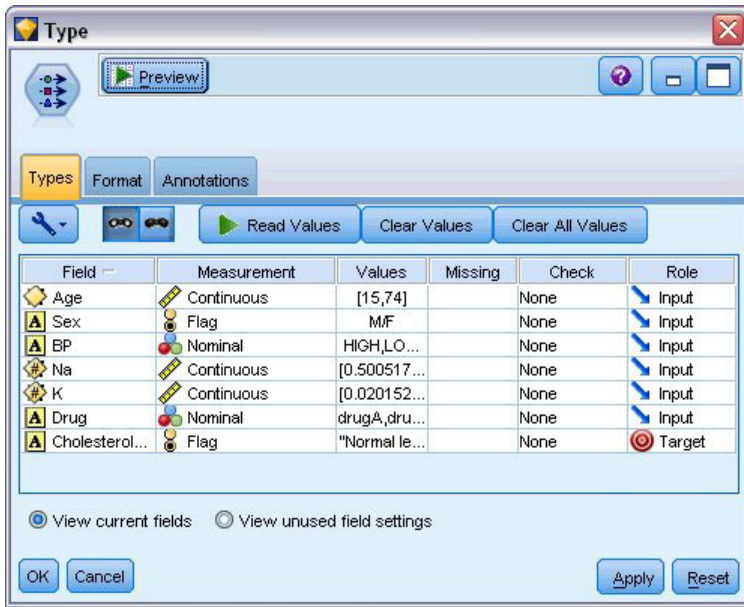 Type
Preview
Types Format Annotations
Read Values Clear Values Clear All Values
Field Measurement Values Missing Check Role
Age Continuous [15,74] None Input
A Sex Flag M/F None Input
A BP Nominal HIGH,LO... None Input
# Na Continuous [0.500517... None Input
# K Continuous [0.020152... None Input
A Drug Nominal drugA,dru... None Input
A Cholesterol... Flag "Normal le... None Target
View current fields View unused field settings
OK Cancel Apply Reset